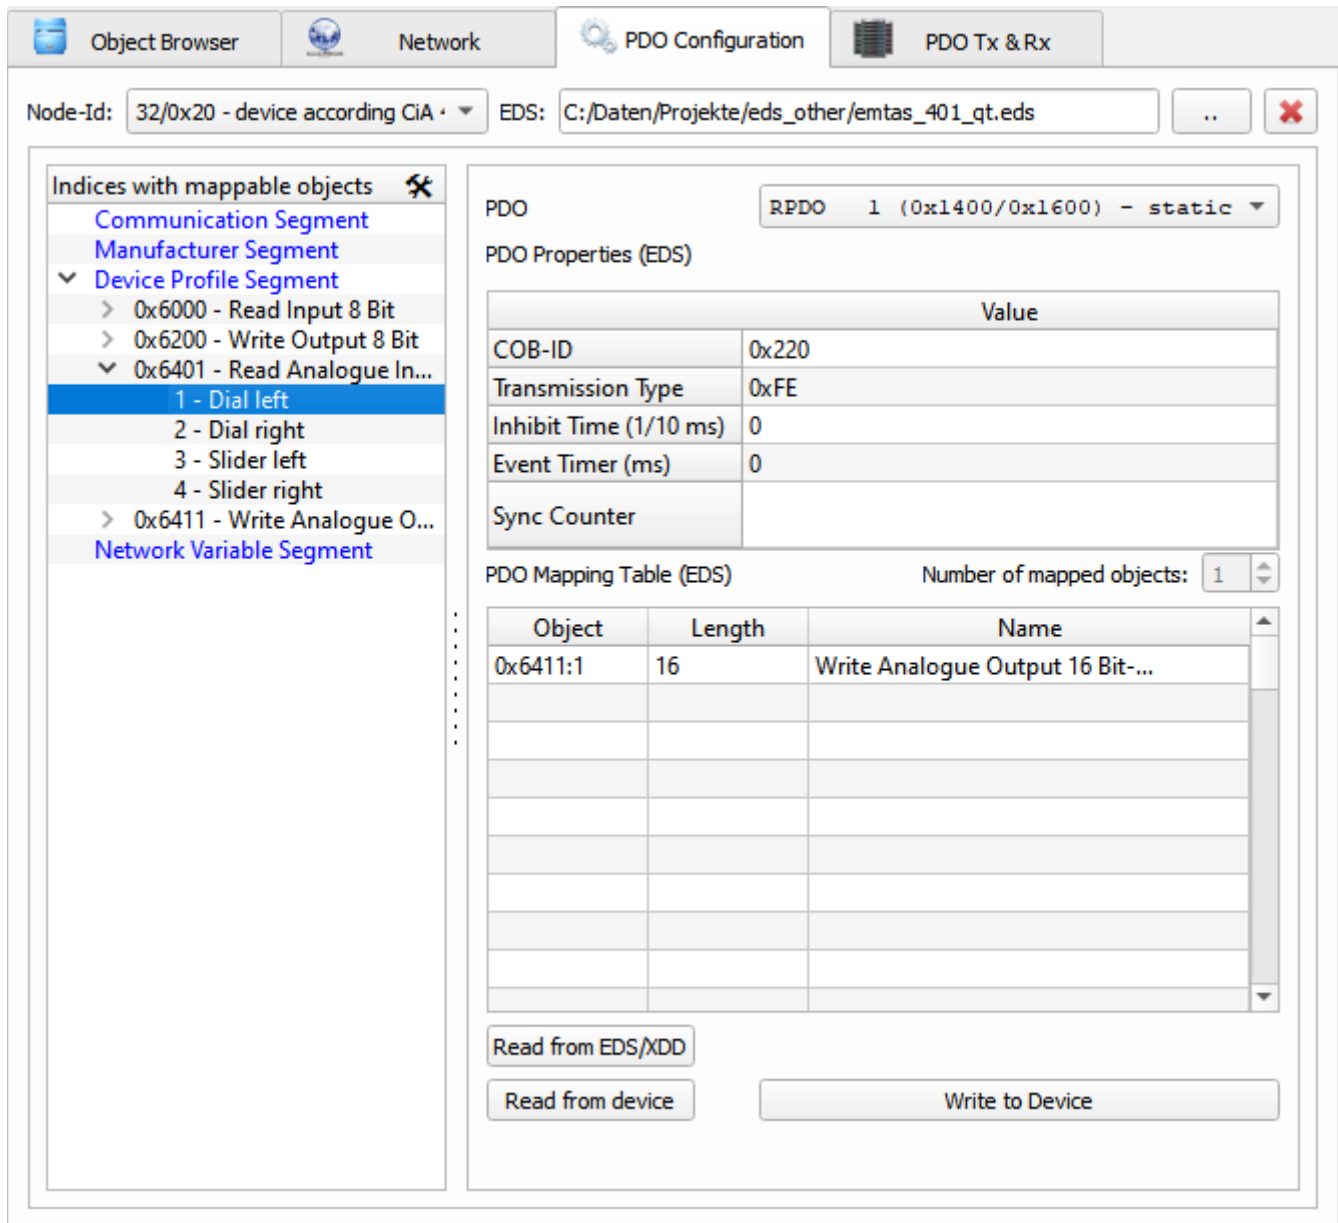 Object Browser
Network
PDO Configuration
PDO Tx & Rx
Node-Id:
32/0x20 - device according CiA
EDS:
C:/Daten/Projekte/eds_other/emtas_401_qt.eds
..
Indices with mappable objects
Communication Segment
Manufacturer Segment
Device Profile Segment
0x6000 - Read Input 8 Bit
0x6200 - Write Output 8 Bit
0x6401 - Read Analogue In...
1 - Dial left
2 - Dial right
3 - Slider left
4 - Slider right
0x6411 - Write Analogue O...
Network Variable Segment
PDO
RPDO 1 (0x1400/0x1600) - static
PDO Properties (EDS)
Value
COB-ID 0x220
Transmission Type 0xFE
Inhibit Time (1/10 ms) 0
Event Timer (ms) 0
Sync Counter
PDO Mapping Table (EDS)
Number of mapped objects: 1
Object Length Name
0x6411:1 16 Write Analogue Output 16 Bit-...
Read from EDS/XDD
Read from device
Write to Device